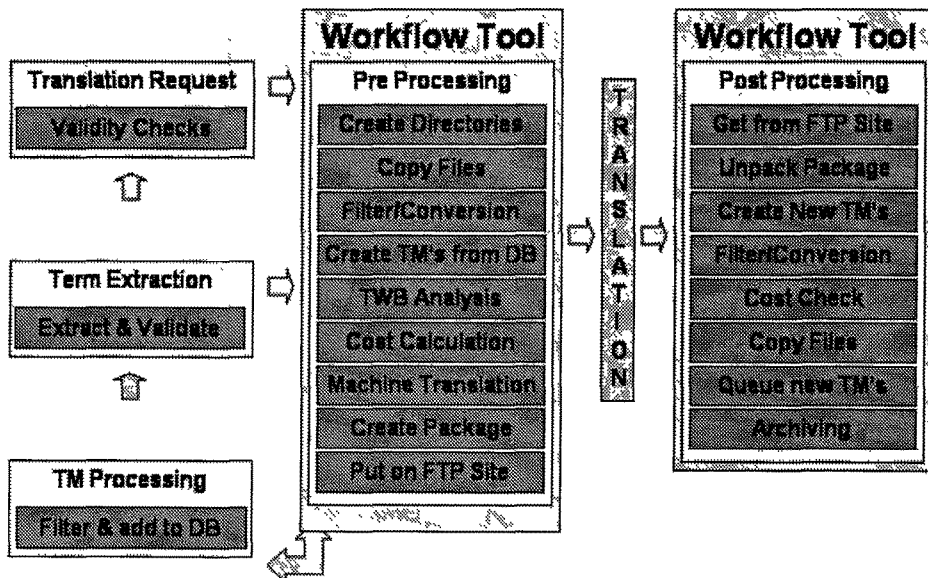 Translation Request
Validity Checks
Term Extraction
Extract & Validate
TM Processing
Filter & add to DB
Workflow Tool
Pre Processing
Create Directories
Copy Files
Filter/Conversion
Create TM's from DB
TWB Analysis
Cost Calculation
Machine Translation
Create Package
Put on FTP Site
TRANSLATION
Workflow Tool
Post Processing
Get from FTP Site
Unpack Package
Create New TM's
Filter/Conversion
Cost Check
Copy Files
Queue new TM's
Archiving